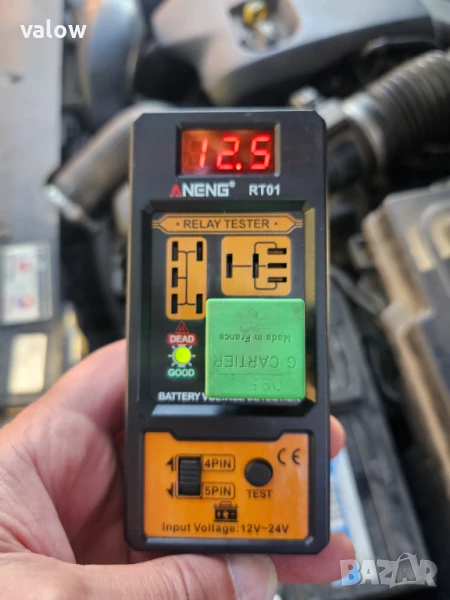 valow
12.5
ANENG® RT01
RELAY TESTER
DEAD
GOOD
Made in France
G CARTIER
BATTERY VOLTAGE DETECTION
4PIN
5PIN
TEST
CE
Input Voltage:12V~24V
BAZAR